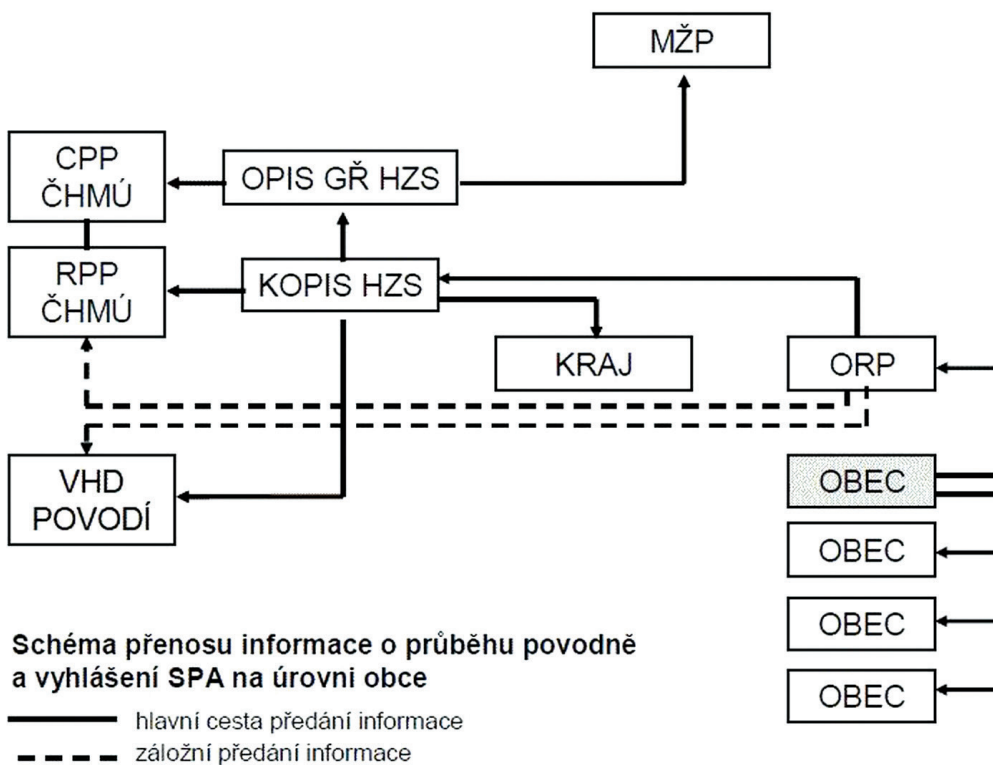 MŽP
CPP
ČHMÚ
OPIS GŘ HZS
RPP
ČHMÚ
KOPIS HZS
KRAJ
ORP
VHD
POVODÍ
OBEC
OBEC
OBEC
OBEC
Schéma přenosu informace o průběhu povodně
a vyhlášení SPA na úrovni obce
hlavní cesta předání informace
záložní předání informace